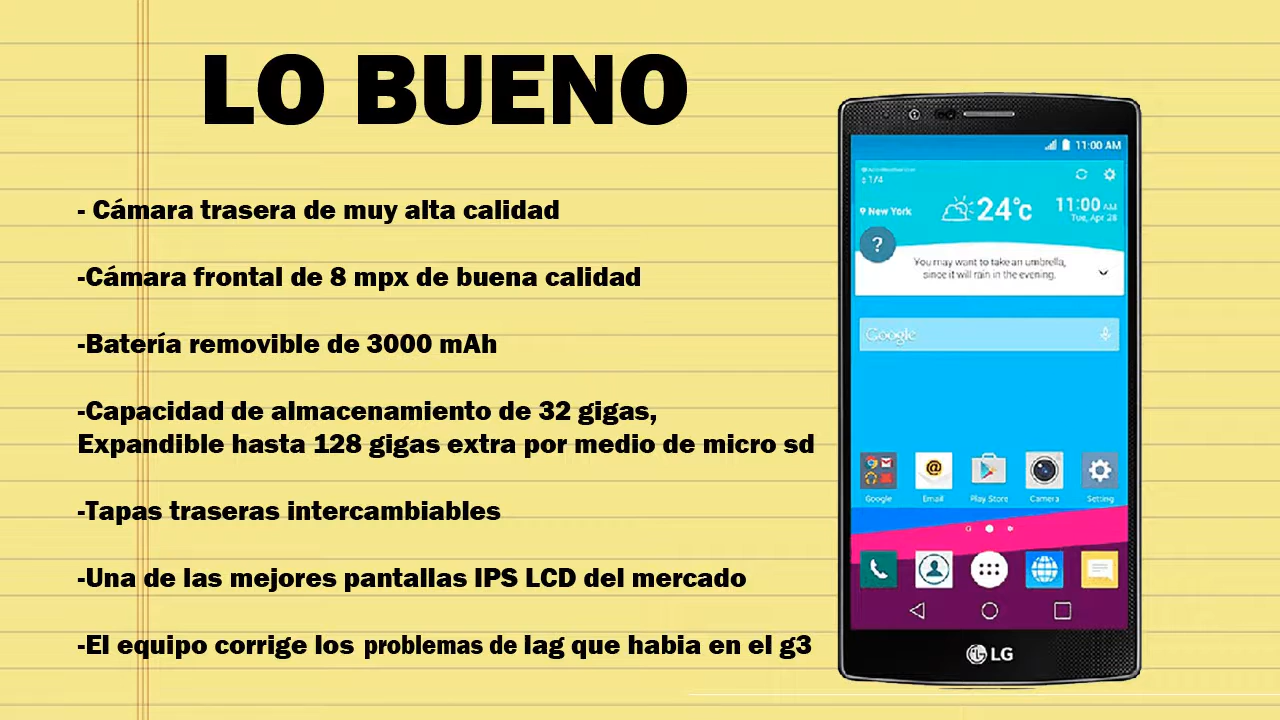 LO BUENO
- Cámara trasera de muy alta calidad
-Cámara frontal de 8 mpx de buena calidad
-Batería removible de 3000 mAh
-Capacidad de almacenamiento de 32 gigas,
Expandible hasta 128 gigas extra por medio de micro sd
-Tapas traseras intercambiables
-Una de las mejores pantallas IPS LCD del mercado
-El equipo corrige los problemas de lag que habia en el g3
11:00 AM
1/4
New York
24°c
11:00 AM
Tue, Apr 28
?
You may want to take an umbrella,
since it will rain in the evening.
Google
Google Email Play Store Camera Setting
LG